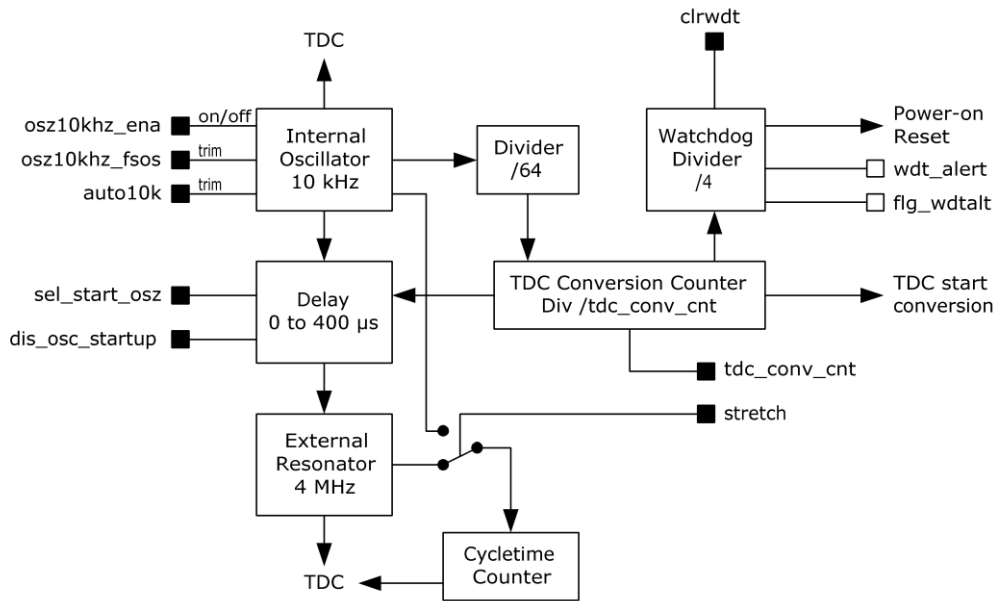 clrwdt
TDC
osz10khz_ena
on/off
osz10khz_fsos
trim
auto10k
trim
Internal
Oscillator
10 kHz
Divider
/64
Watchdog
Divider
/4
Power-on
Reset
wdt_alert
flg_wdtalt
sel_start_osz
dis_osc_startup
Delay
0 to 400 µs
TDC Conversion Counter
Div /tdc_conv_cnt
TDC start
conversion
tdc_conv_cnt
stretch
External
Resonator
4 MHz
TDC
Cycletime
Counter